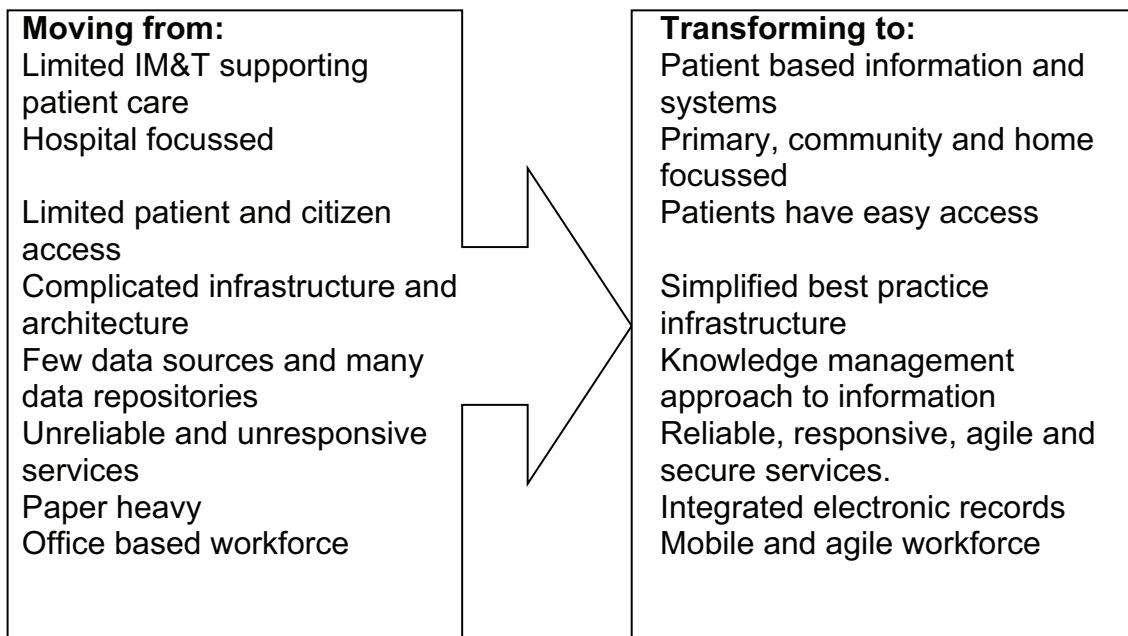 Moving from:
Limited IM&T supporting
patient care
Hospital focussed
Limited patient and citizen
access
Complicated infrastructure and
architecture
Few data sources and many
data repositories
Unreliable and unresponsive
services
Paper heavy
Office based workforce
Transforming to:
Patient based information and
systems
Primary, community and home
focussed
Patients have easy access
Simplified best practice
infrastructure
Knowledge management
approach to information
Reliable, responsive, agile and
secure services.
Integrated electronic records
Mobile and agile workforce